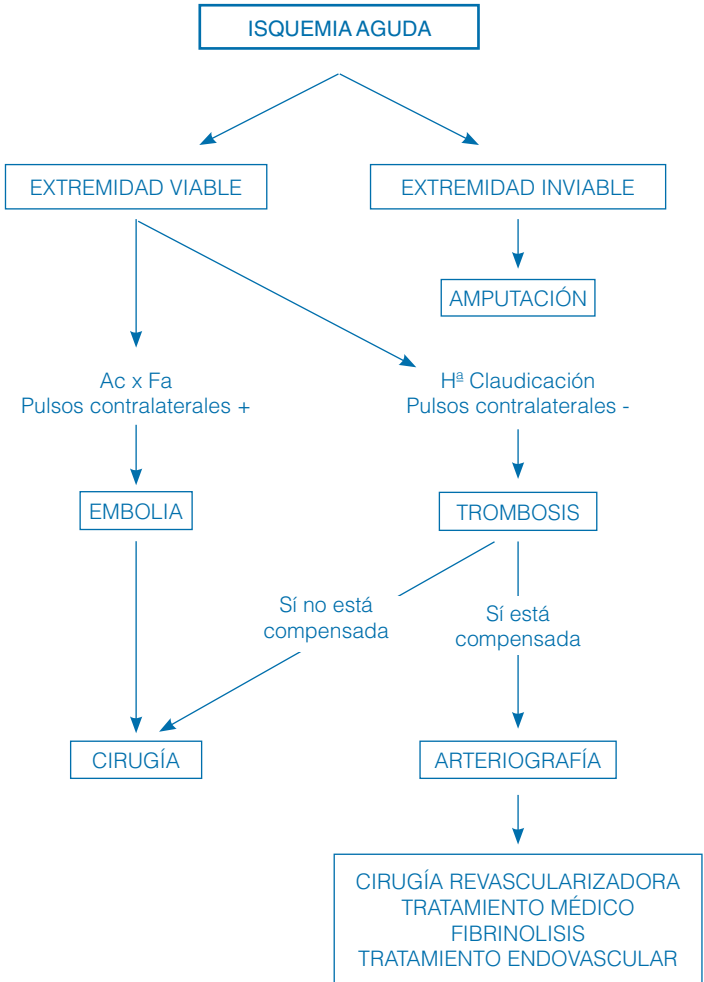 ISQUEMIA AGUDA
EXTREMIDAD VIABLE
EXTREMIDAD INVIABLE
AMPUTACIÓN
Ac x Fa
Pulsos contralaterales +
Hª Claudicación
Pulsos contralaterales -
EMBOLIA
TROMBOSIS
Sí no está
compensada
Sí está
compensada
CIRUGÍA
ARTERIOGRAFÍA
CIRUGÍA REVASCULARIZADORA
TRATAMIENTO MÉDICO
FIBRINOLISIS
TRATAMIENTO ENDOVASCULAR